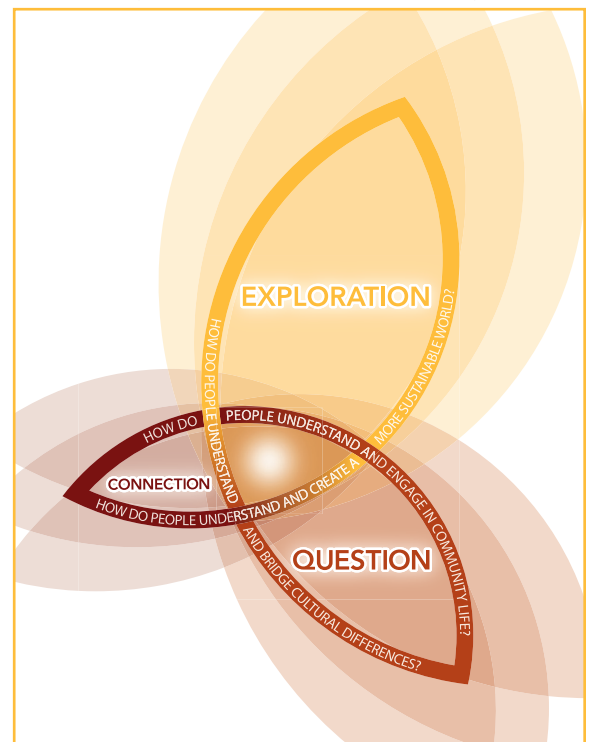 EXPLORATION
HOW DO PEOPLE UNDERSTAND AND BRIDGE CULTURAL DIFFERENCES?
HOW DO PEOPLE UNDERSTAND AND ENGAGE IN COMMUNITY LIFE?
CONNECTION
HOW DO PEOPLE UNDERSTAND AND CREATE A MORE SUSTAINABLE WORLD?
QUESTION